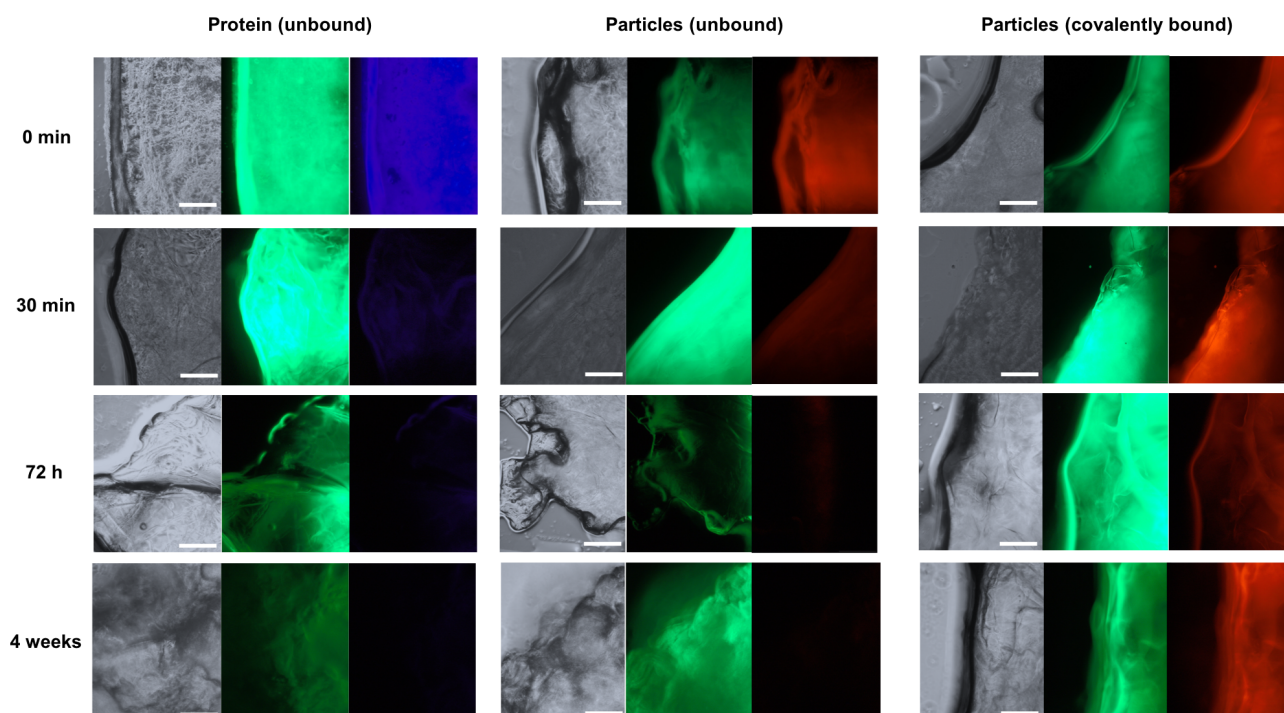 Protein (unbound)
Particles (unbound)
Particles (covalently bound)
0 min
30 min
72 h
4 weeks